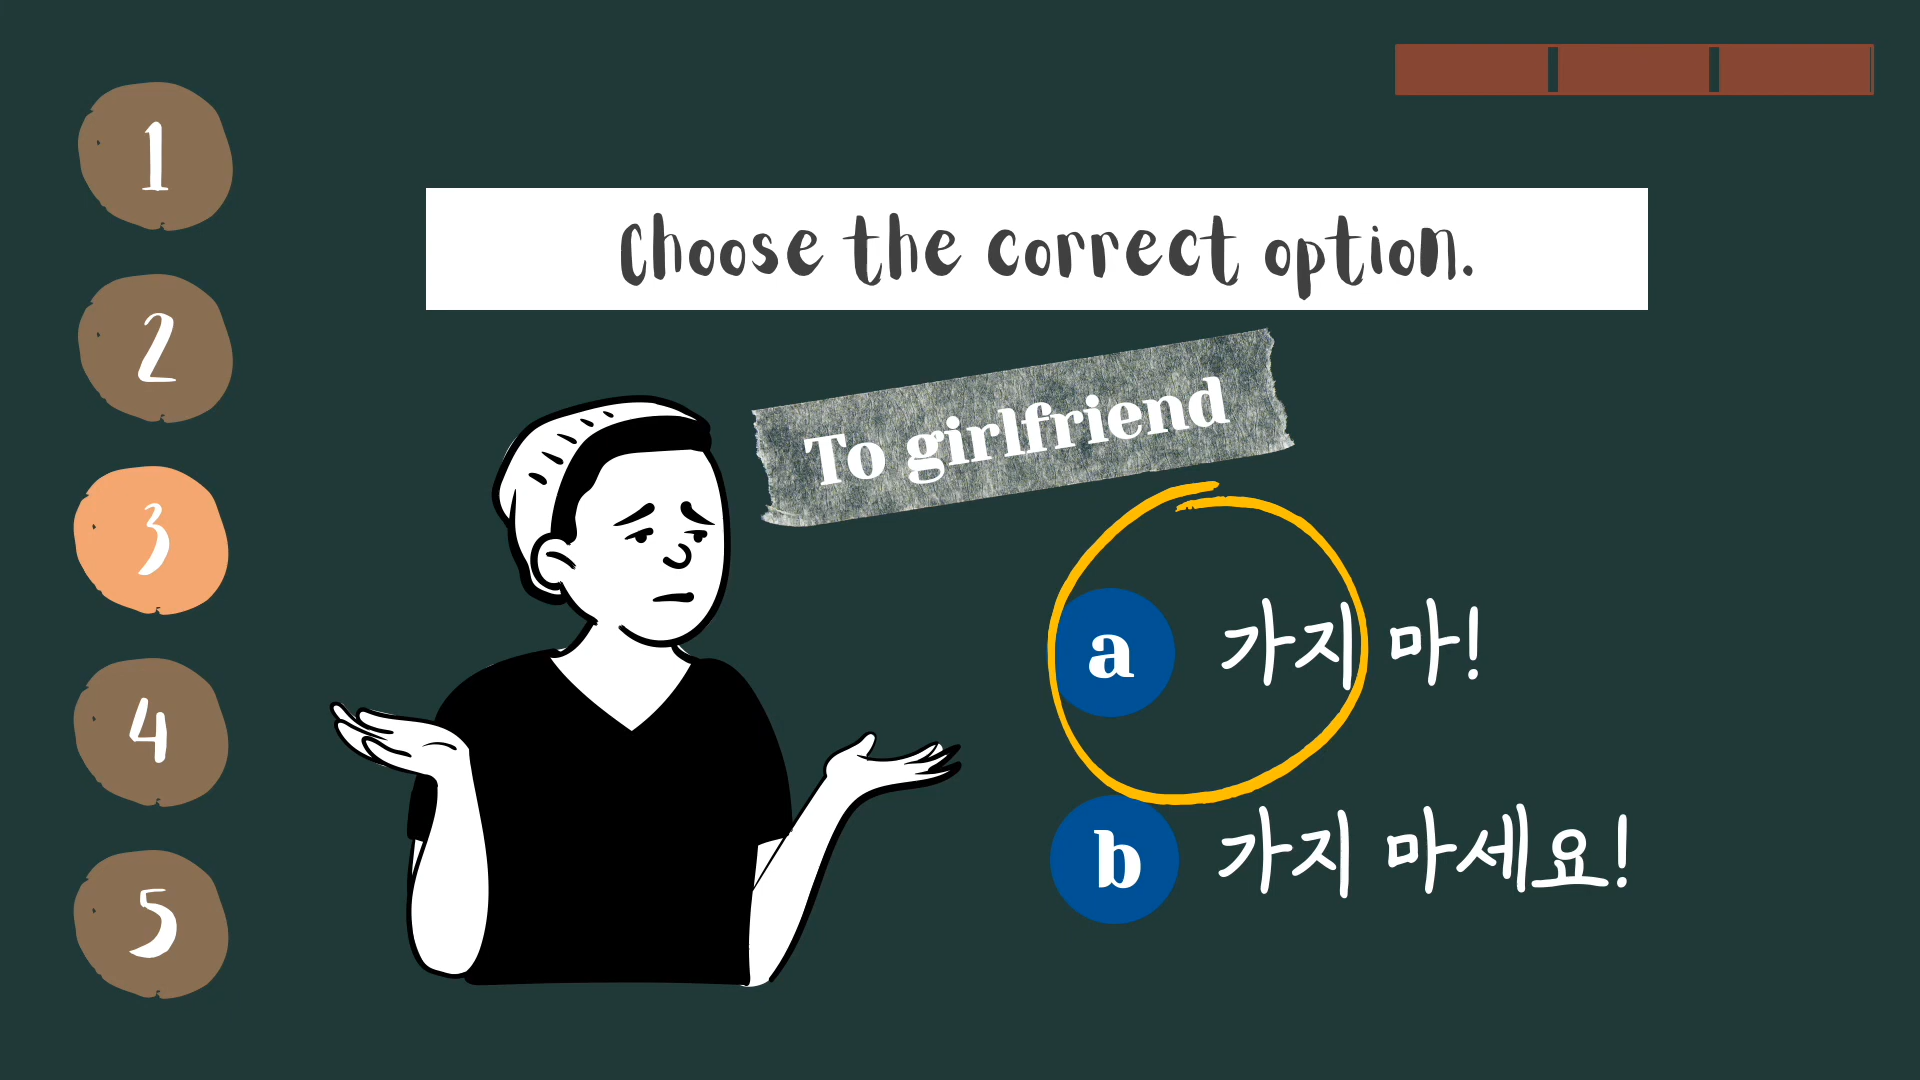 1
2
3
4
5
Choose the correct option.
To girlfriend
a 가지 마!
b 가지 마세요!